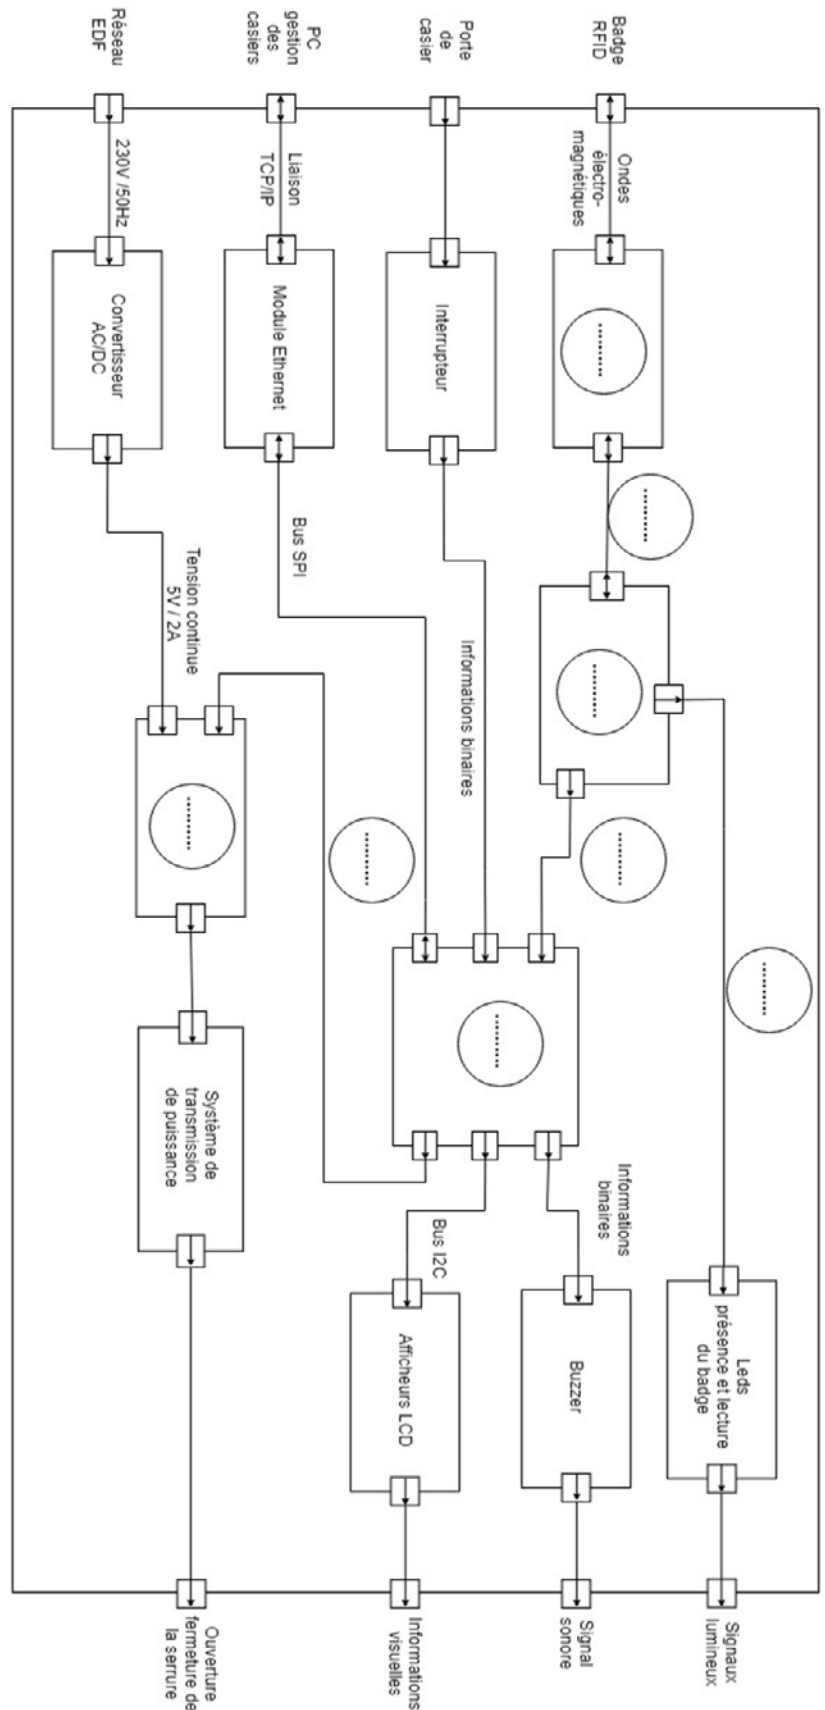 Badge
RFID
Ondes
électro-
magnétiques
Leds
présence et lecture
du badge
Signaux
lumineux
Porte
de
casier
Interrupteur
Informations binaires
Informations
binaires
Buzzer
Signal
sonore
PC
gestion
des
casiers
Liaison
TCP/IP
Module Ethernet
Bus SPI
Bus I2C
Afficheurs LCD
Informations
visuelles
Réseau
EDF
230V /50Hz
Convertisseur
AC/DC
Tension continue
5V / 2A
Système de
transmission
de puissance
Ouverture
fermeture de
la serrure